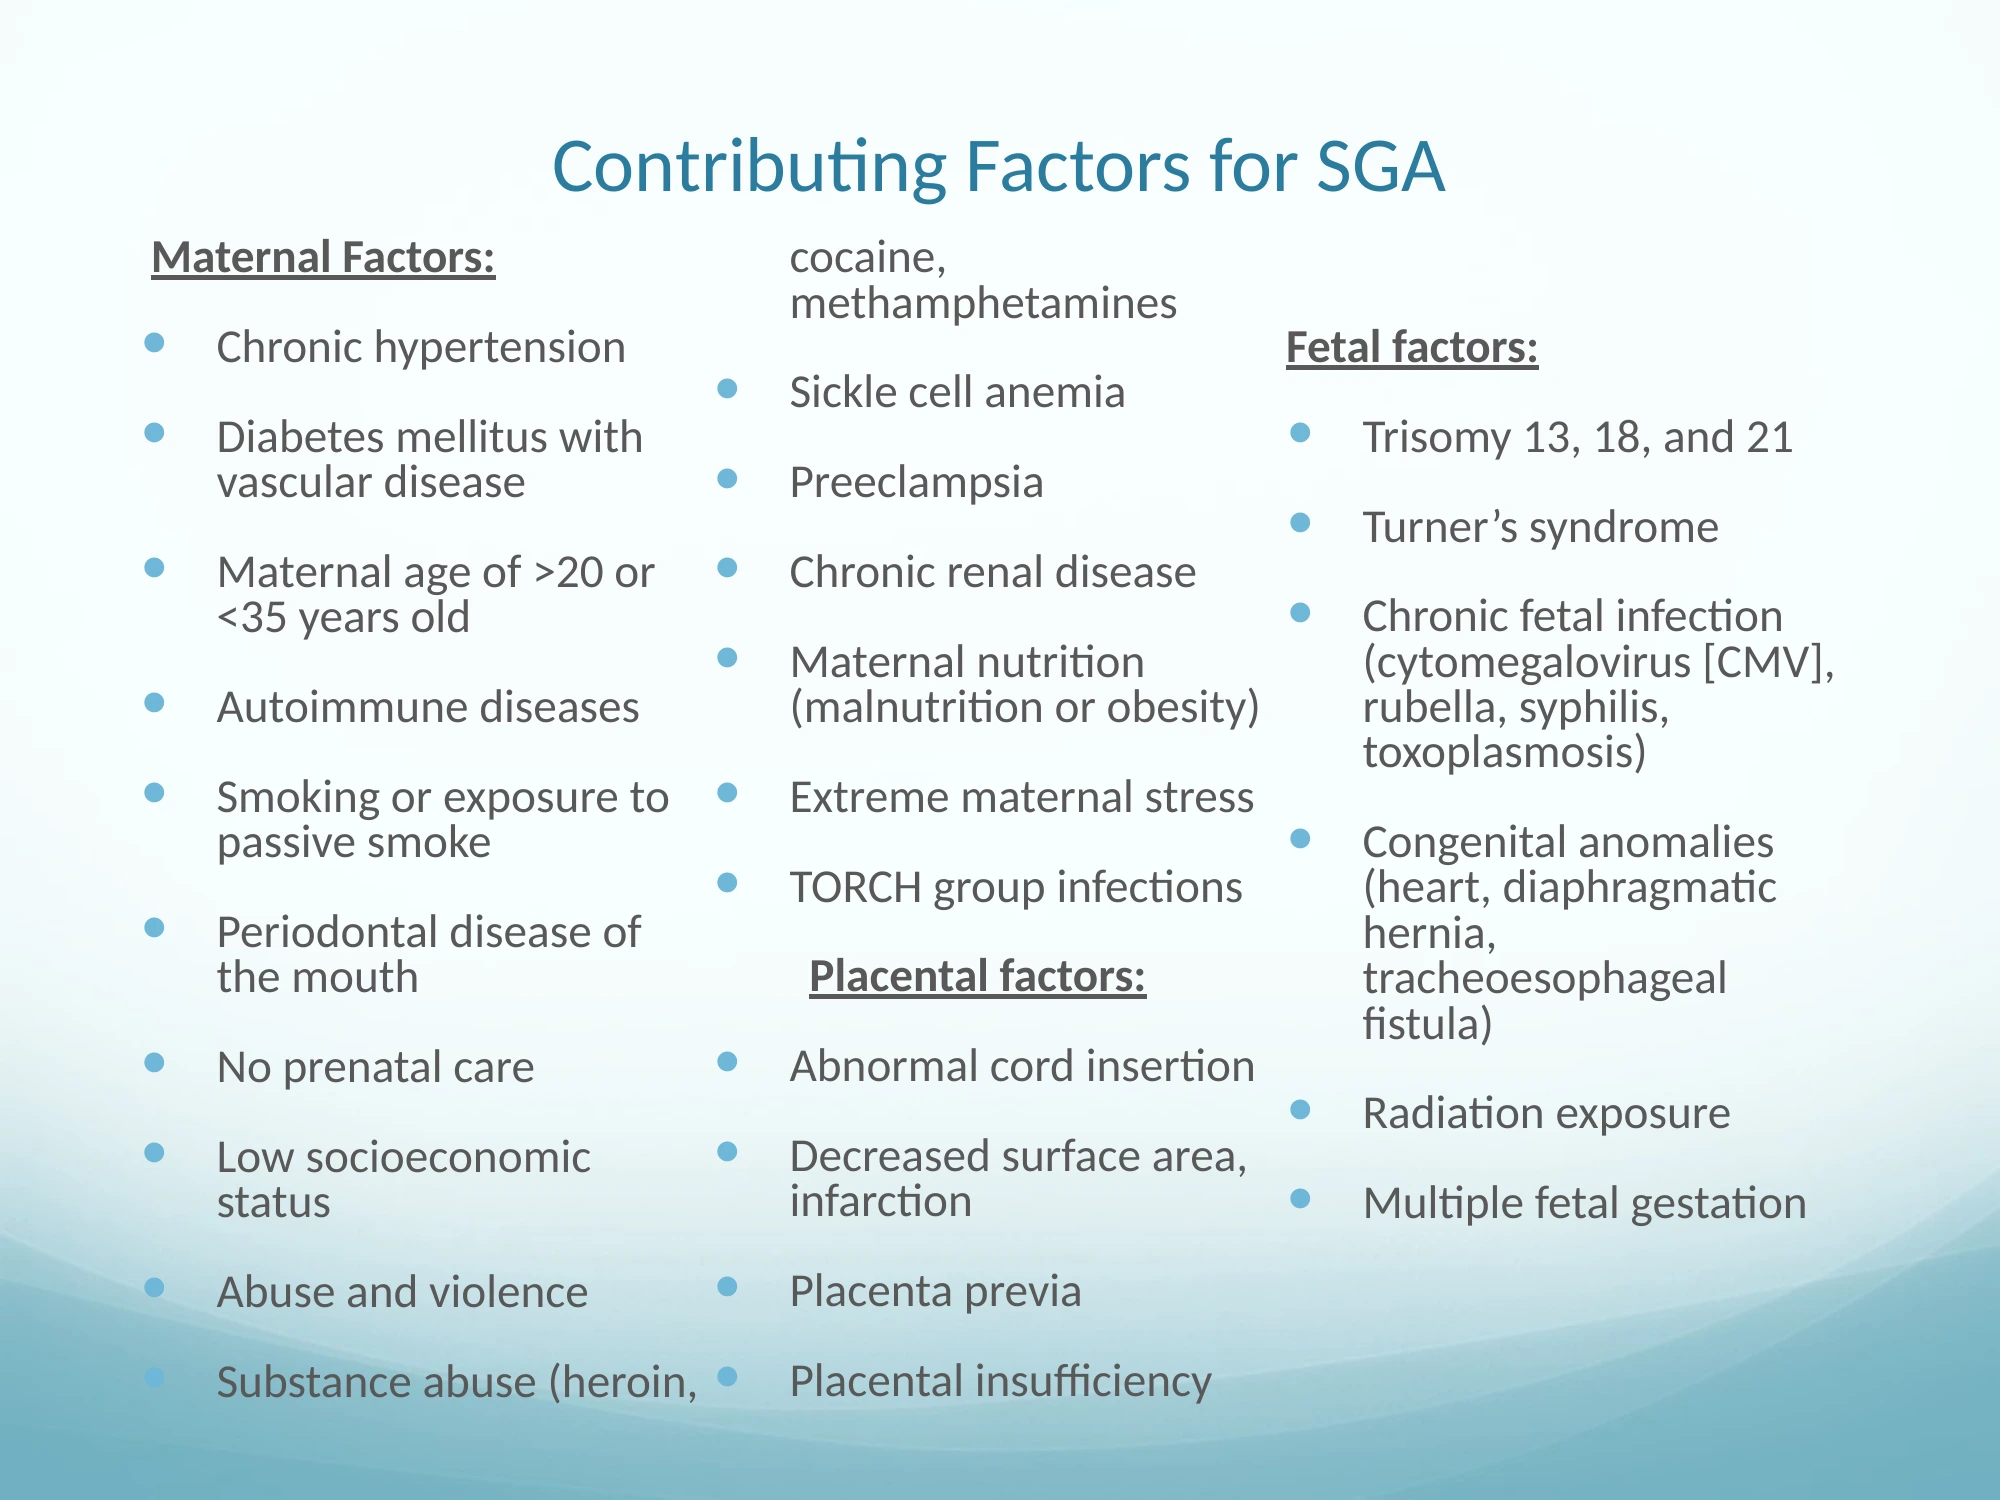 Contributing Factors for SGA
Maternal Factors:
• Chronic hypertension
• Diabetes mellitus with
vascular disease
• Maternal age of >20 or
<35 years old
• Autoimmune diseases
• Smoking or exposure to
passive smoke
• Periodontal disease of
the mouth
• No prenatal care
• Low socioeconomic
status
• Abuse and violence
• Substance abuse (heroin,
cocaine,
methamphetamines
• Sickle cell anemia
• Preeclampsia
• Chronic renal disease
• Maternal nutrition
(malnutrition or obesity)
• Extreme maternal stress
• TORCH group infections
Placental factors:
• Abnormal cord insertion
• Decreased surface area,
infarction
• Placenta previa
• Placental insufficiency
Fetal factors:
• Trisomy 13, 18, and 21
• Turner’s syndrome
• Chronic fetal infection
(cytomegalovirus [CMV],
rubella, syphilis,
toxoplasmosis)
• Congenital anomalies
(heart, diaphragmatic
hernia,
tracheoesophageal
fistula)
• Radiation exposure
• Multiple fetal gestation